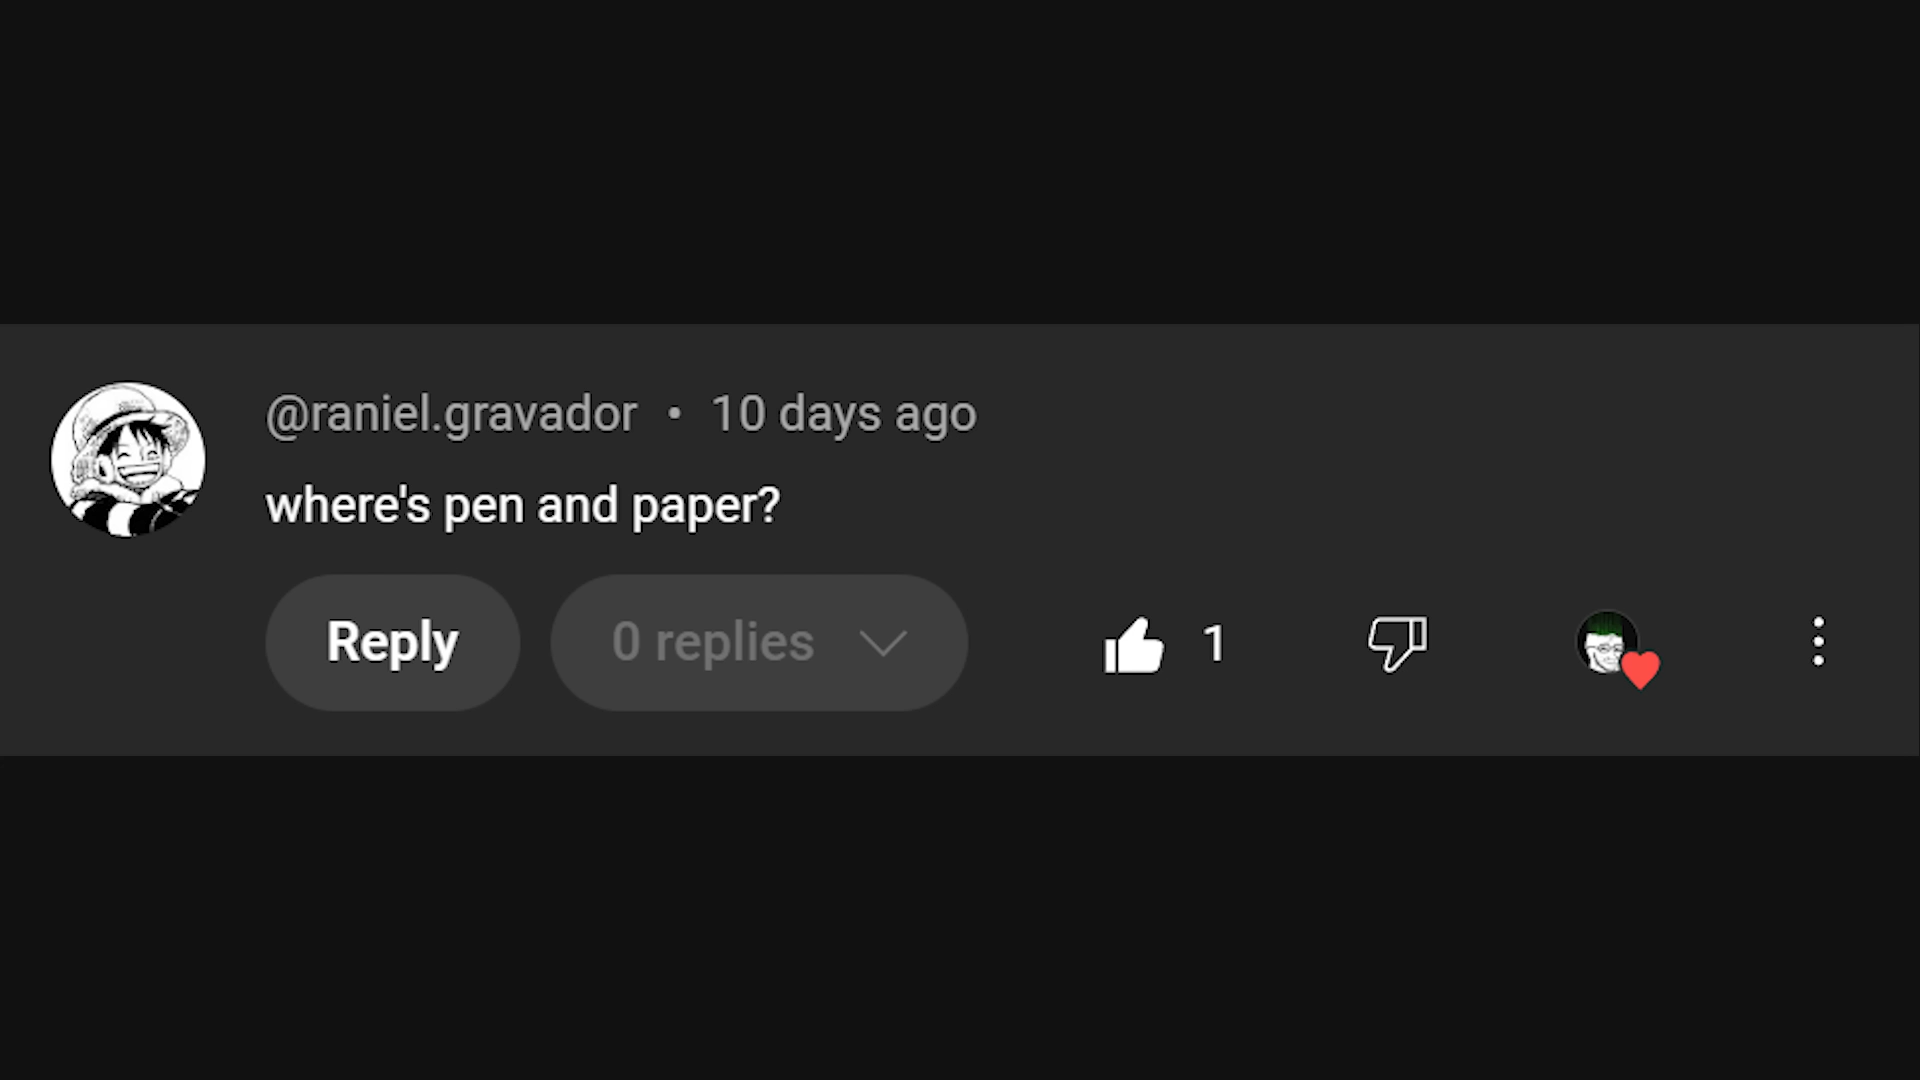 @raniel.gravador • 10 days ago
where's pen and paper?
Reply 0 replies 1